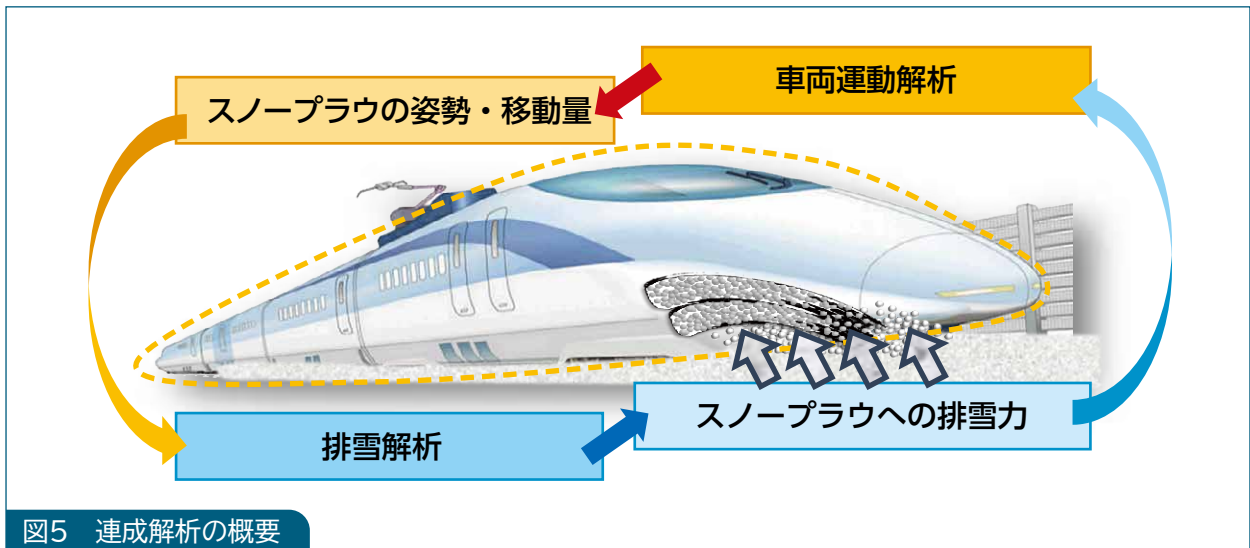 車両運動解析
スノープラウの姿勢・移動量
スノープラウへの排雪力
排雪解析
図5 連成解析の概要